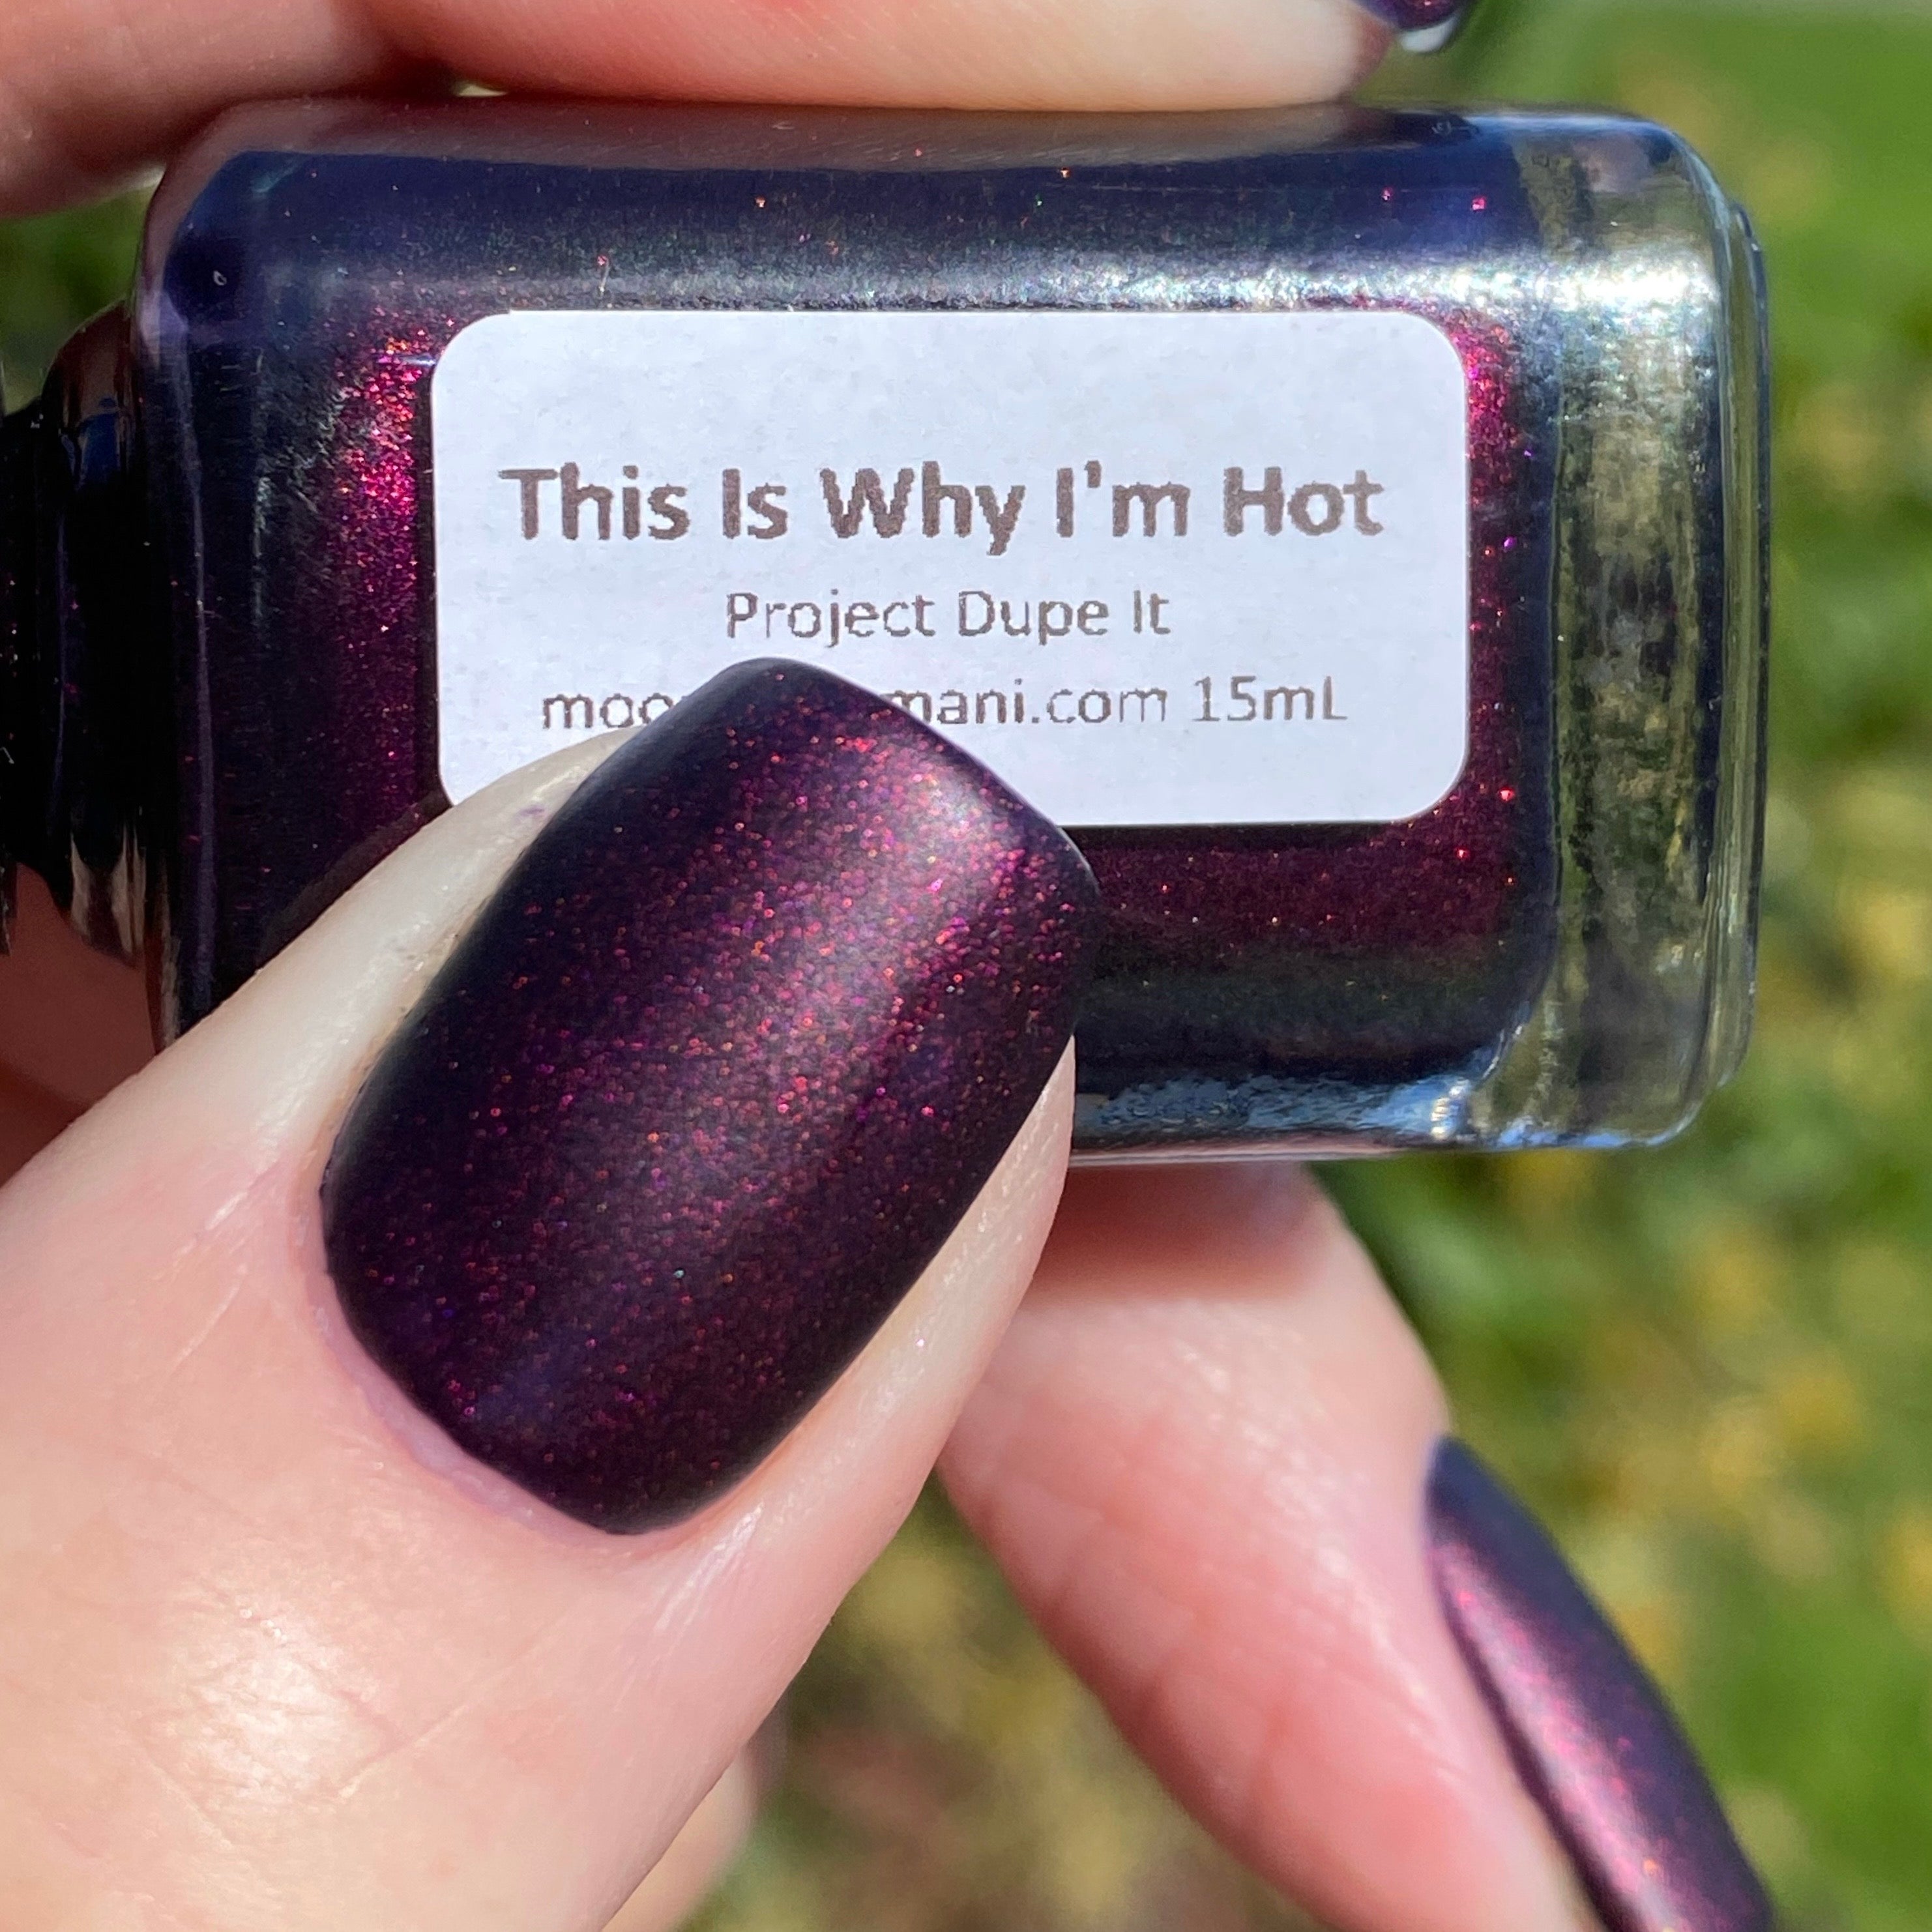 This Is Why I'm Hot
Project Dupe It
15mL